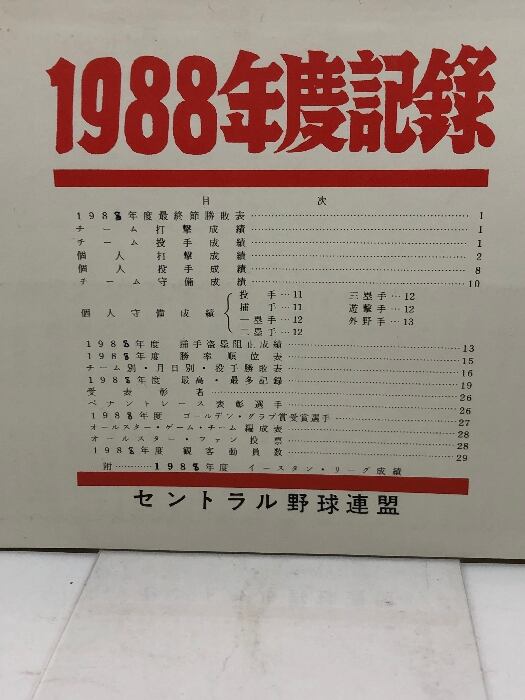 1988年度記録
目次
1988年度最終節勝敗表……1
チーム打撃成績……1
チーム投手成績……1
個人打撃成績……2
個人投手成績……8
チーム守備成績……10
個人守備成績
投手…11 三塁手…12
捕手…11 遊撃手…12
一塁手…12 外野手…13
二塁手…12
1988年度 捕手盗塁阻止成績……13
1988年度 勝率順位表……15
チーム別・月日別・投手勝敗表……16
1988年度 最高・最多記録……19
受表彰者……26
ペナントレース表彰選手……26
1988年度 ゴールデン・グラブ賞受賞選手……27
オールスター・ゲーム・チーム編成表……28
オールスター・ファン投票……28
1988年度 観客動員数……29
附………1988年度 イースタン・リーグ成績
セントラル野球連盟